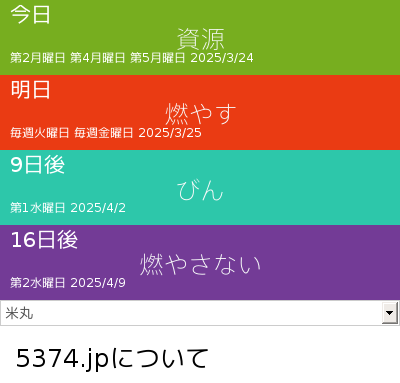 今日
資源
第2月曜日 第4月曜日 第5月曜日 2025/3/24
明日
燃やす
毎週火曜日 毎週金曜日 2025/3/25
9日後
びん
第1水曜日 2025/4/2
16日後
燃やさない
第2水曜日 2025/4/9
米丸
5374.jpについて